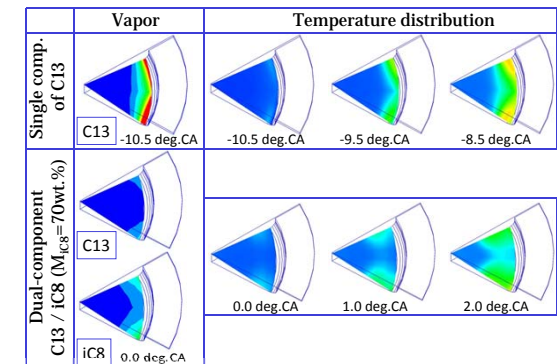 Vapor
Temperature distribution
Single comp.
of C13
C13
-10.5 deg.CA
-10.5 deg.CA
-9.5 deg.CA
-8.5 deg.CA
Dual-component
C13 / iC8 (MiC8=70wt.%)
C13
iC8
0.0 deg.CA
0.0 deg.CA
1.0 deg.CA
2.0 deg.CA